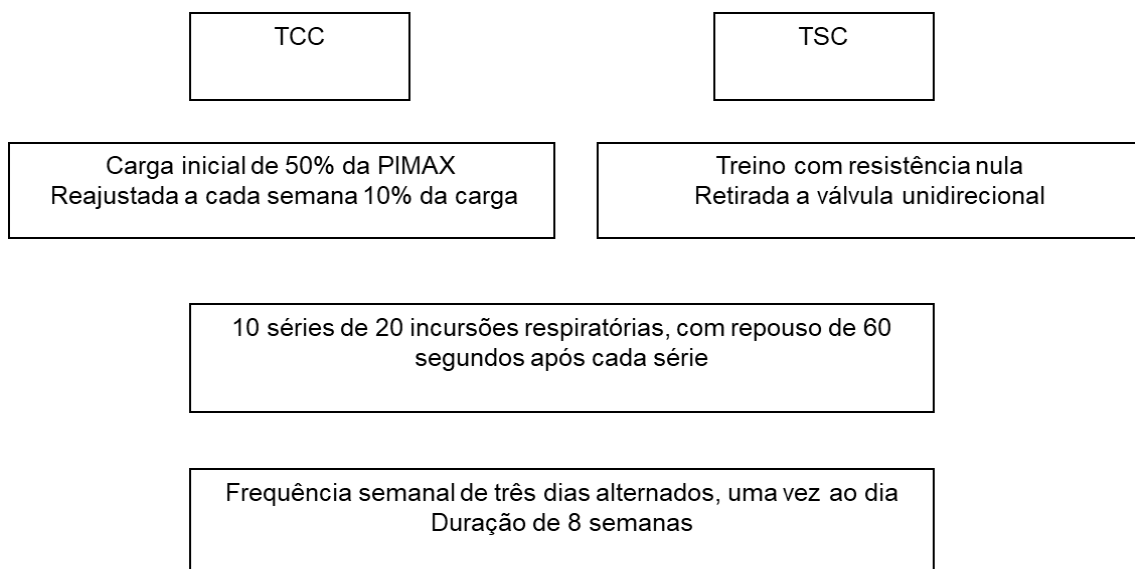 TCC
TSC
Carga inicial de 50% da PIMAX
Reajustada a cada semana 10% da carga
Treino com resistência nula
Retirada a válvula unidirecional
10 séries de 20 incursões respiratórias, com repouso de 60
segundos após cada série
Frequência semanal de três dias alternados, uma vez ao dia
Duração de 8 semanas